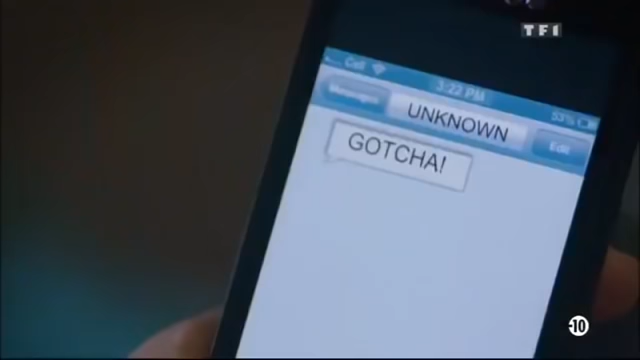 TF1
Cell
3:22 PM
53%
Messages
UNKNOWN
Edit
GOTCHA!
-10